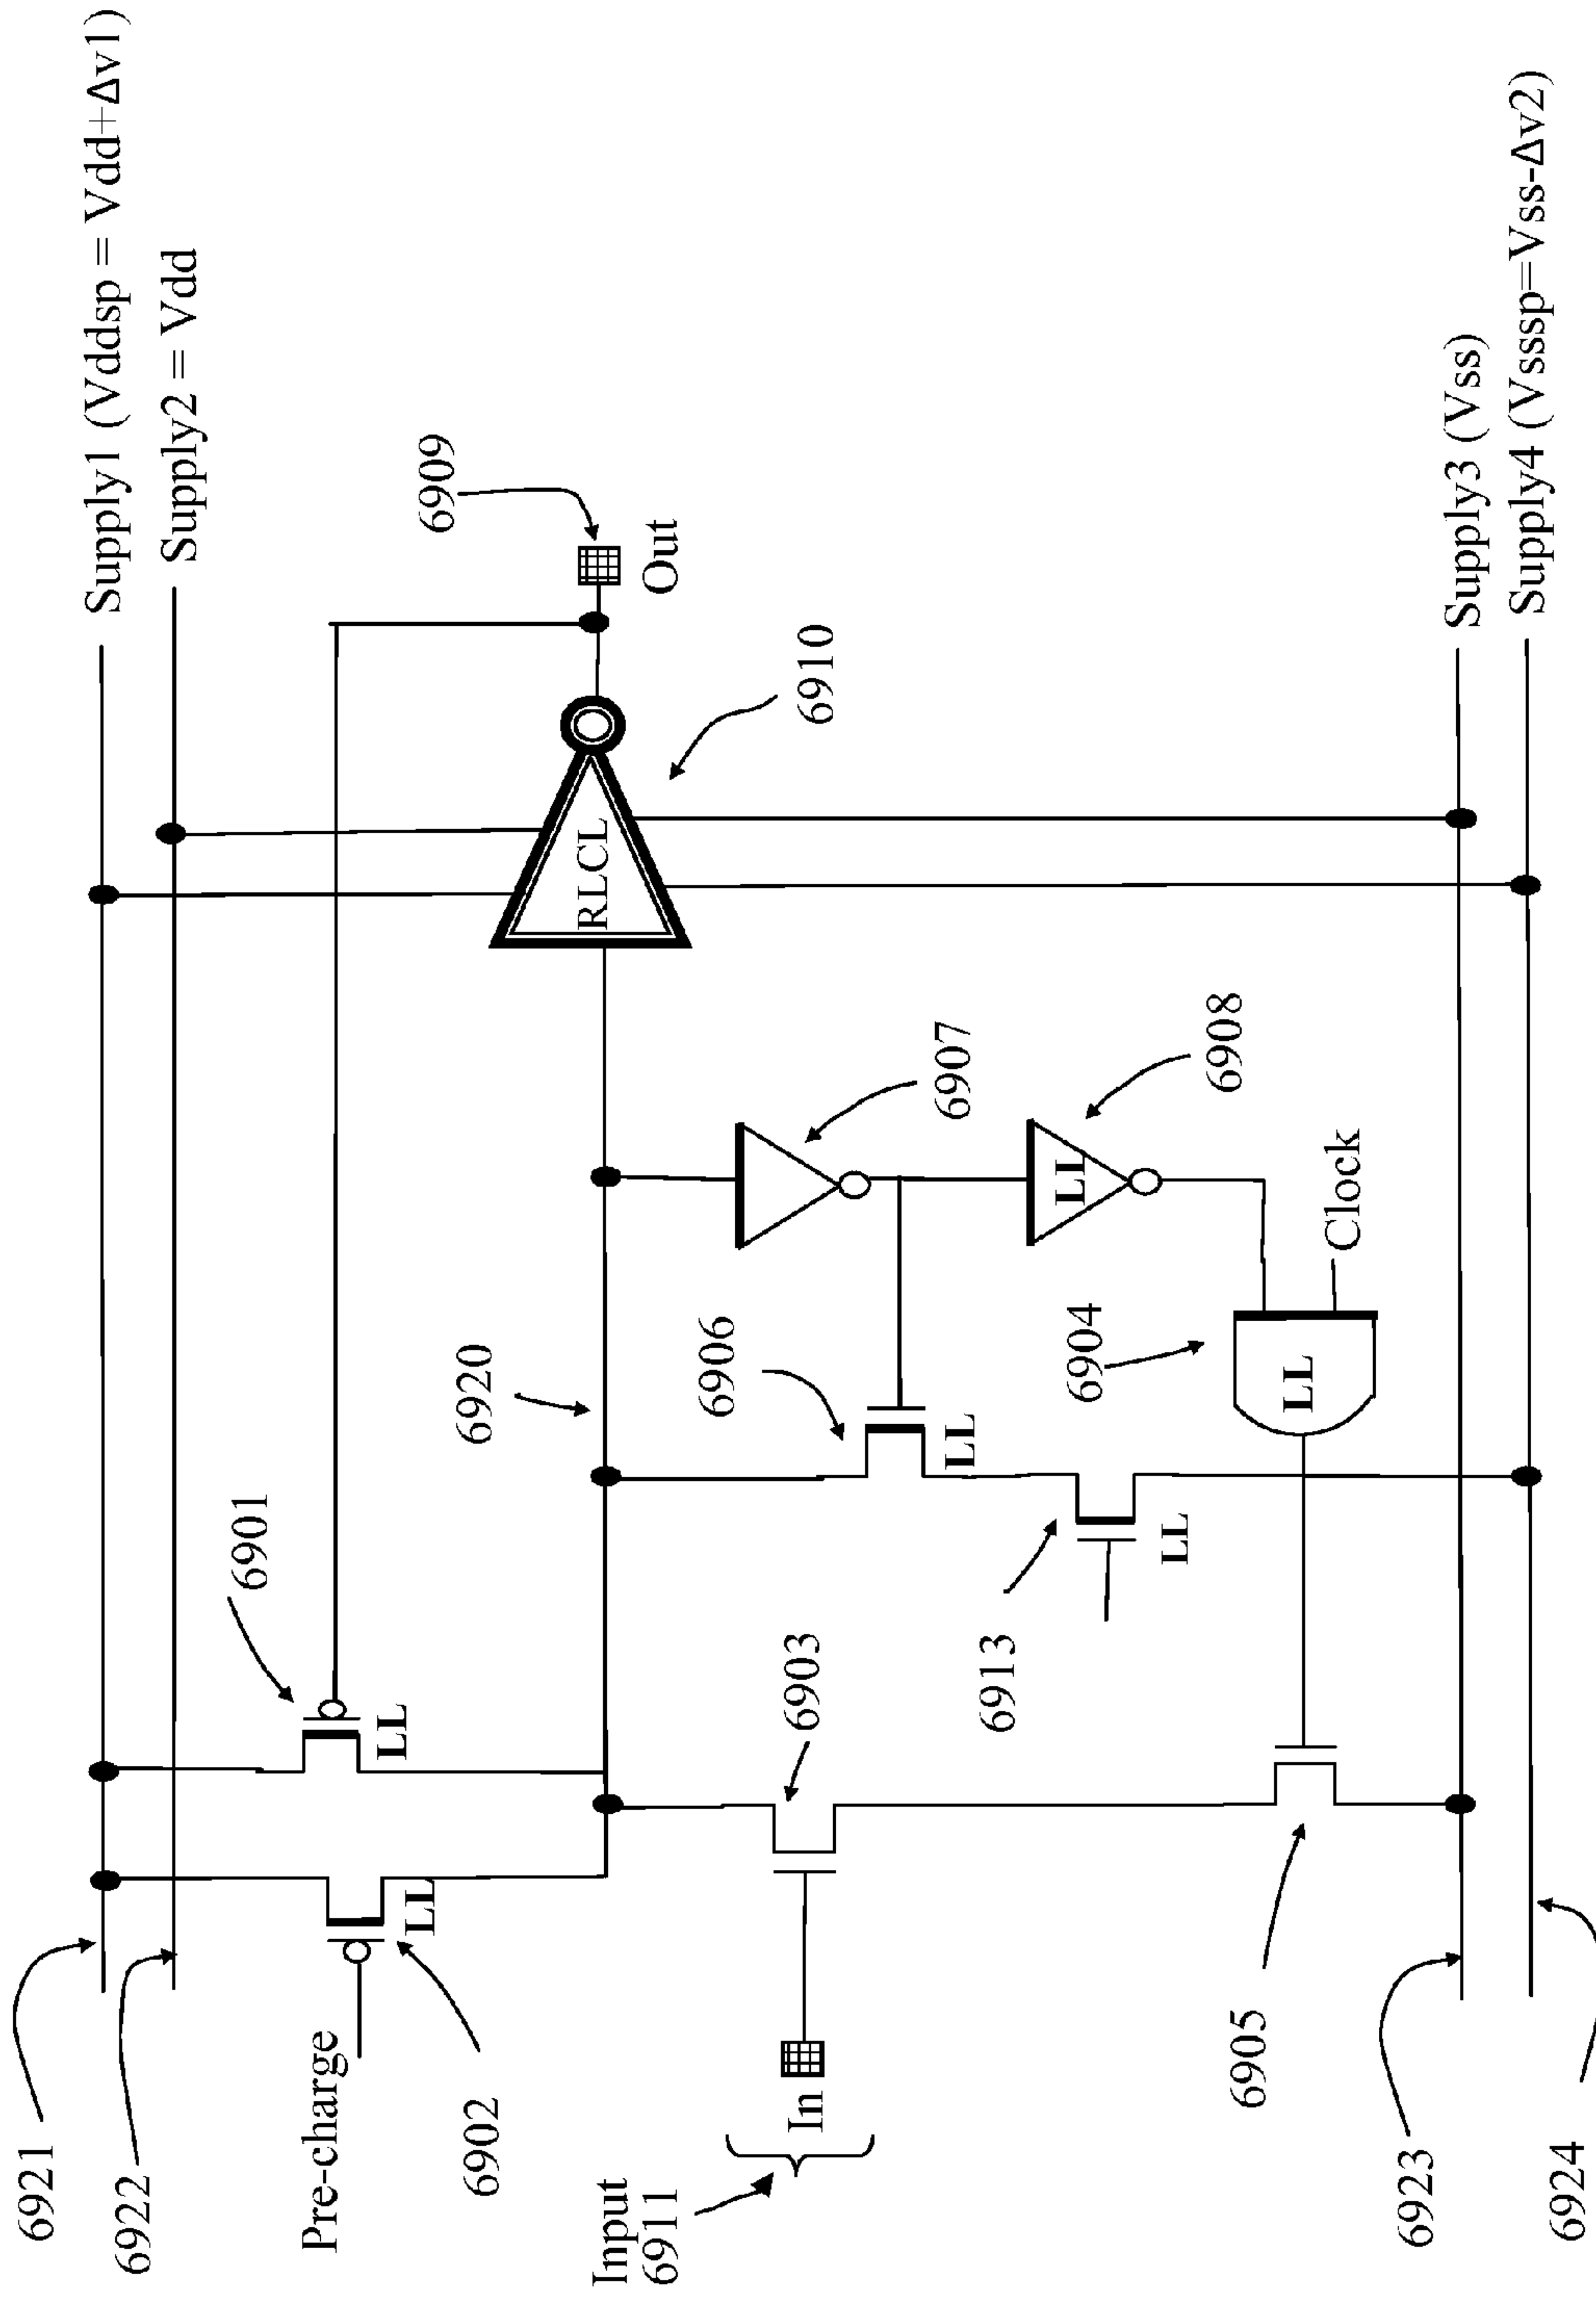 Supply1 (Vddsp = Vdd+Δv1)
Supply2 = Vdd
6921
6922
Pre-charge
6902
LL
6901
LL
6909
Out
RLCL
6910
6920
Input
6911
In
6903
6906
LL
6907
6913
LL
6908
LL
6904
LL
Clock
6905
6923
6924
Supply3 (Vss)
Supply4 (Vsssp=Vss-Δv2)